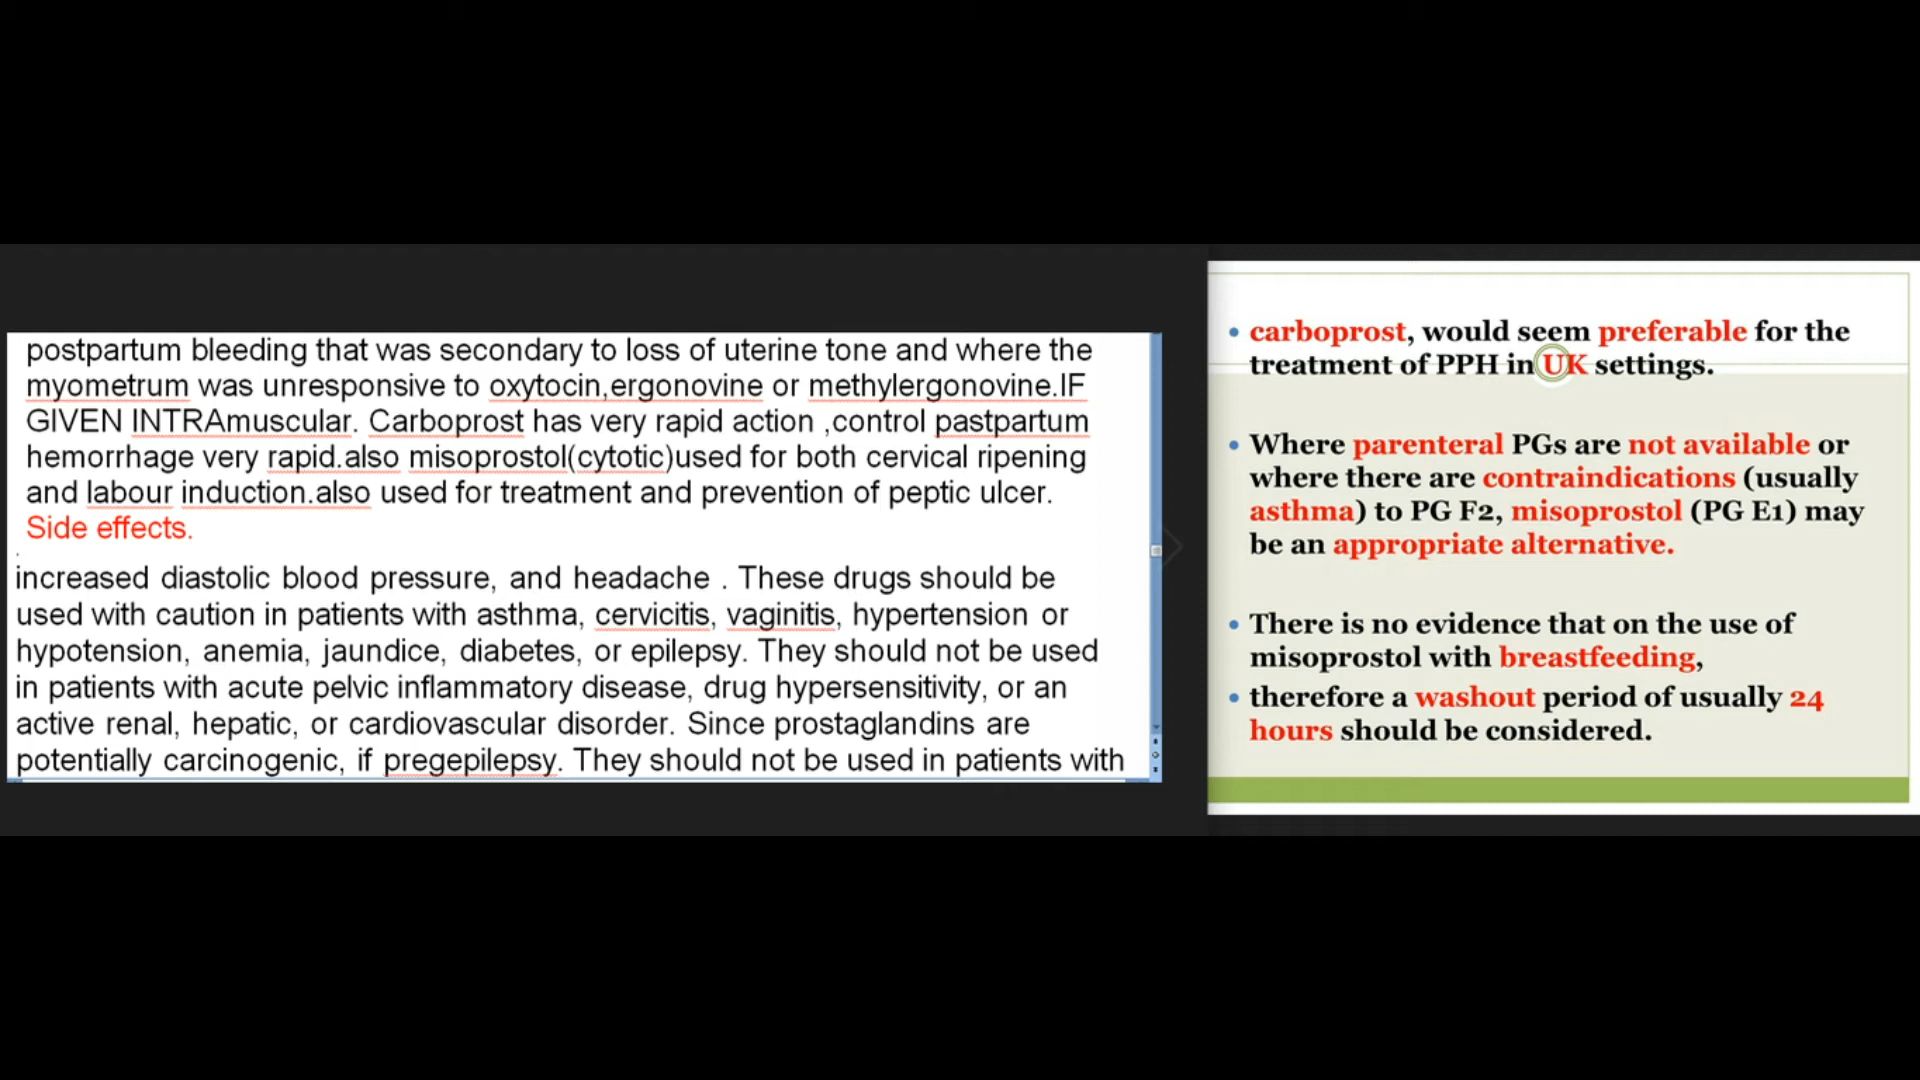 postpartum bleeding that was secondary to loss of uterine tone and where the
myometrum was unresponsive to oxytocin,ergonovine or methylergonovine.IF
GIVEN INTRAmuscular. Carboprost has very rapid action ,control pastpartum
hemorrhage very rapid.also misoprostol(cytotic)used for both cervical ripening
and labour induction.also used for treatment and prevention of peptic ulcer.
Side effects.
.
increased diastolic blood pressure, and headache . These drugs should be
used with caution in patients with asthma, cervicitis, vaginitis, hypertension or
hypotension, anemia, jaundice, diabetes, or epilepsy. They should not be used
in patients with acute pelvic inflammatory disease, drug hypersensitivity, or an
active renal, hepatic, or cardiovascular disorder. Since prostaglandins are
potentially carcinogenic, if pregepilepsy. They should not be used in patients with
• carboprost, would seem preferable for the
treatment of PPH in UK settings.
• Where parenteral PGs are not available or
where there are contraindications (usually
asthma) to PG F2, misoprostol (PG E1) may
be an appropriate alternative.
• There is no evidence that on the use of
misoprostol with breastfeeding,
• therefore a washout period of usually 24
hours should be considered.